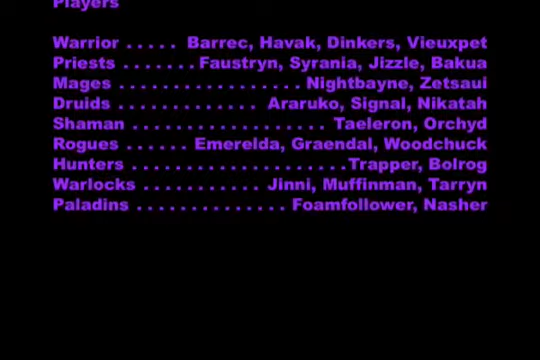 Players
Warrior . . . . . Barrec, Havak, Dinkers, Vieuxpet
Priests . . . . . . . Faustryn, Syrania, Jizzle, Bakua
Mages . . . . . . . . . . . . . . . . . Nightbayne, Zetsaui
Druids . . . . . . . . . . . . . Araruko, Signal, Nikatah
Shaman . . . . . . . . . . . . . . . . . . Taeleron, Orchyd
Rogues . . . . . . Emerelda, Graendal, Woodchuck
Hunters . . . . . . . . . . . . . . . . . . . .Trapper, Bolrog
Warlocks . . . . . . . . . . . Jinni, Muffinman, Tarryn
Paladins . . . . . . . . . . . . . . Foamfollower, Nasher